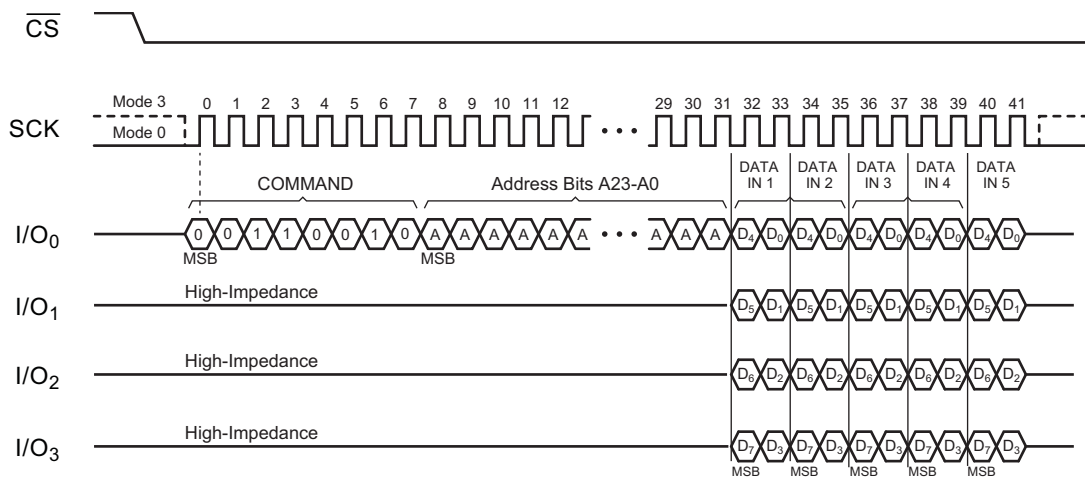 CS
Mode 3
Mode 0
SCK
0 1 2 3 4 5 6 7 8 9 10 11 12 29 30 31 32 33 34 35 36 37 38 39 40 41
COMMAND
Address Bits A23-A0
DATA IN 1
DATA IN 2
DATA IN 3
DATA IN 4
DATA IN 5
I/O0
0 0 1 1 0 0 1 0 A A A A A A • • • A A A D4 D0 D4 D0 D4 D0 D4 D0 D4 D0
MSB MSB
I/O1
High-Impedance
D5 D1 D5 D1 D5 D1 D5 D1 D5 D1
I/O2
High-Impedance
D6 D2 D6 D2 D6 D2 D6 D2 D6 D2
I/O3
High-Impedance
D7 D3 D7 D3 D7 D3 D7 D3 D7 D3
MSB MSB MSB MSB MSB